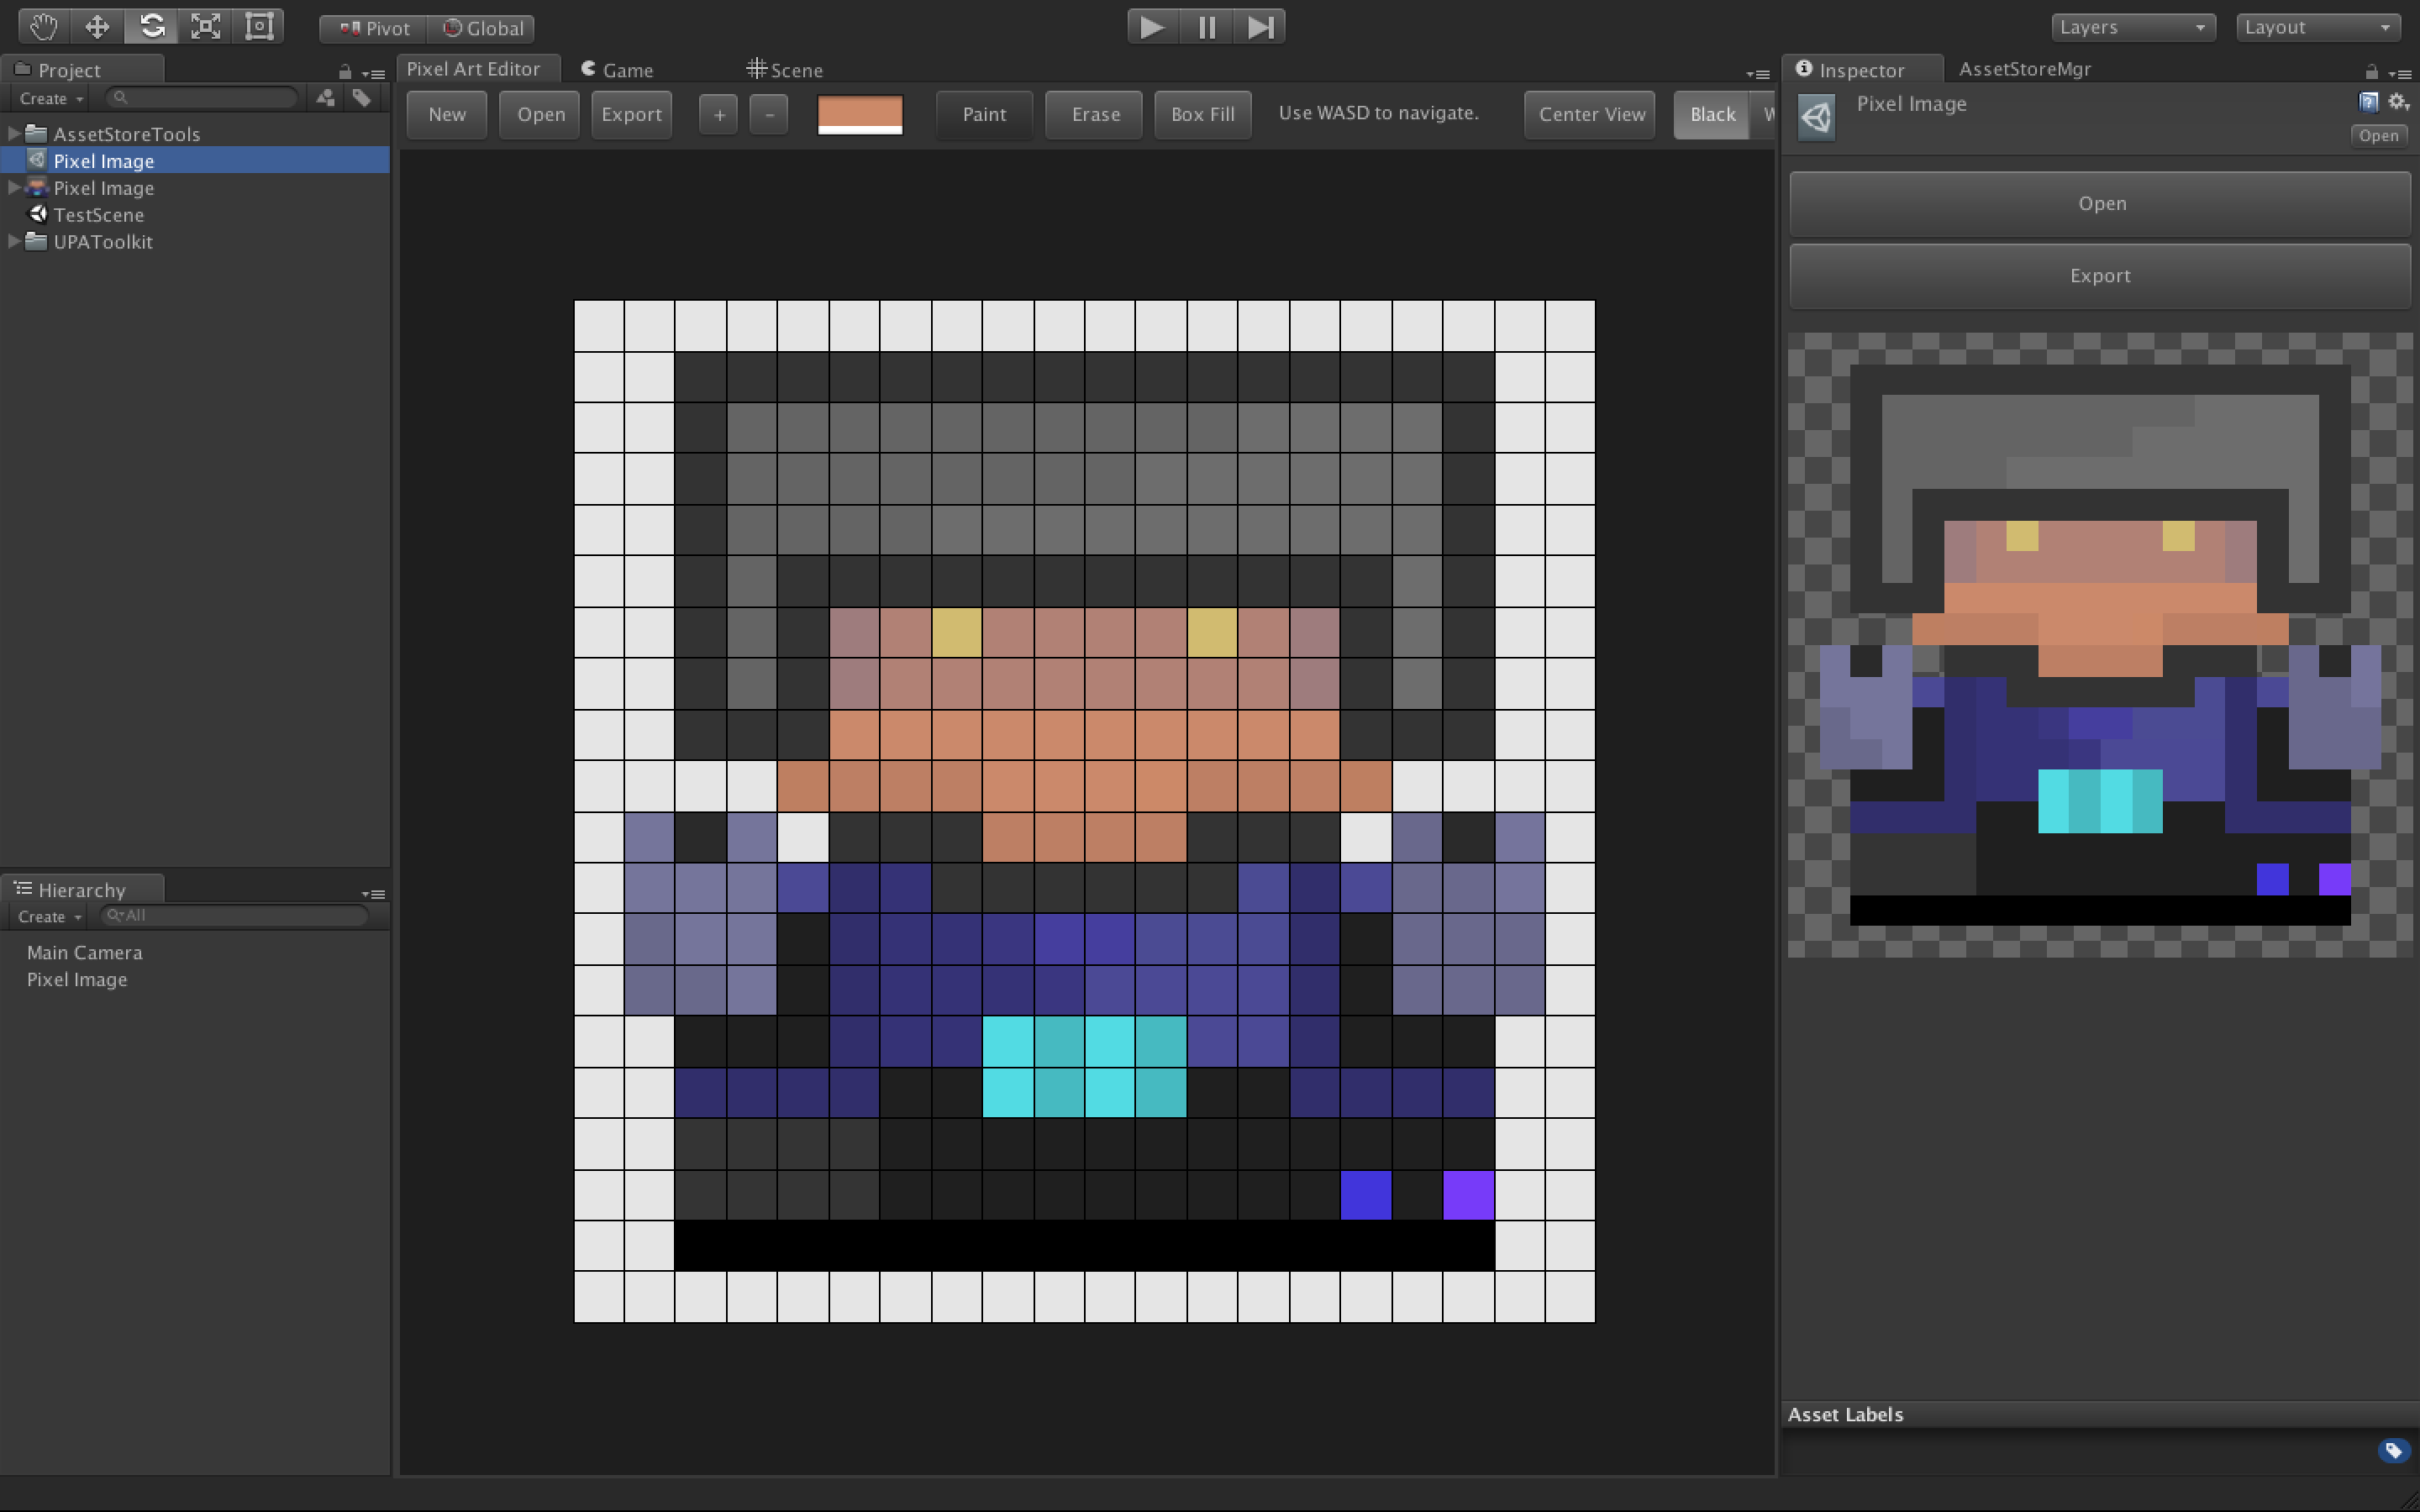 Pivot Global Layers Layout
Project Pixel Art Editor Game Scene Inspector AssetStoreMgr
Create New Open Export + - Paint Erase Box Fill Use WASD to navigate. Center View Black W
Pixel Image
Open
AssetStoreTools
Pixel Image
Pixel Image
TestScene
UPAToolkit
Open
Export
Hierarchy
Create All
Main Camera
Pixel Image
Asset Labels